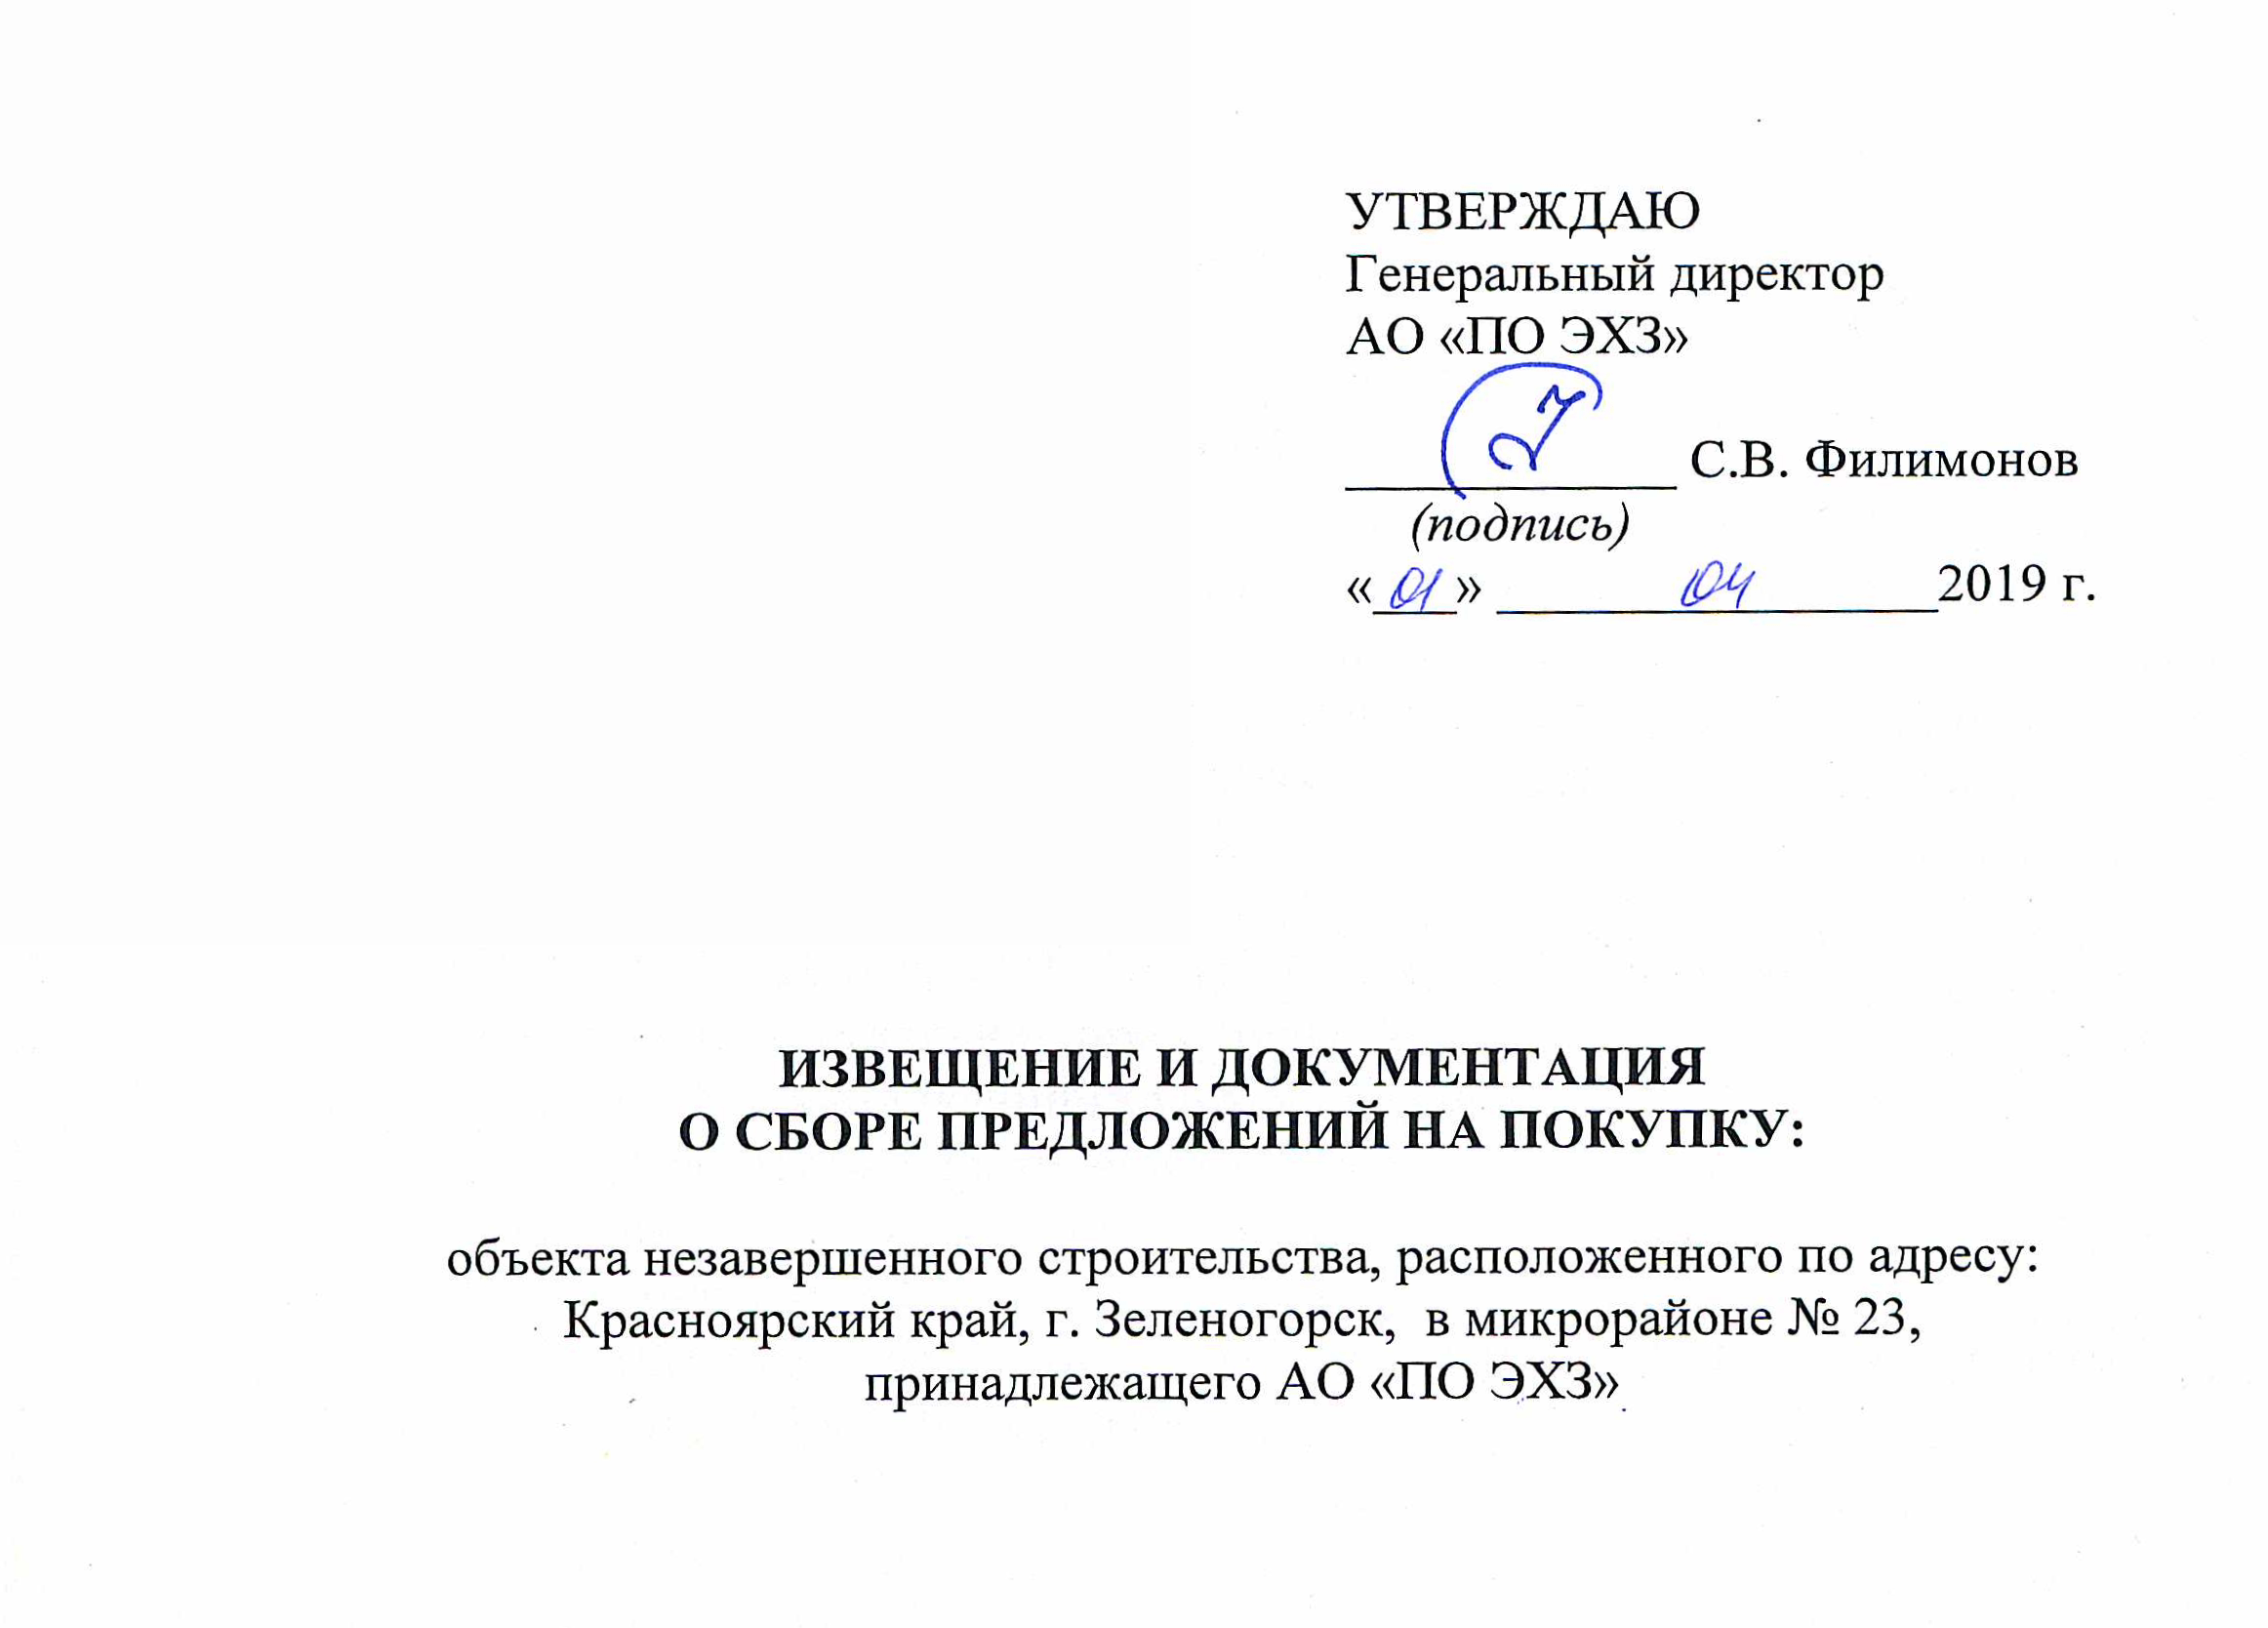 УТВЕРЖДАЮ
Генеральный директор
АО «ПО ЭХЗ»
______________ С.В. Филимонов
(подпись)
«01» 04 2019 г.
ИЗВЕЩЕНИЕ И ДОКУМЕНТАЦИЯ
О СБОРЕ ПРЕДЛОЖЕНИЙ НА ПОКУПКУ:
объекта незавершенного строительства, расположенного по адресу:
Красноярский край, г. Зеленогорск, в микрорайоне № 23,
принадлежащего АО «ПО ЭХЗ»